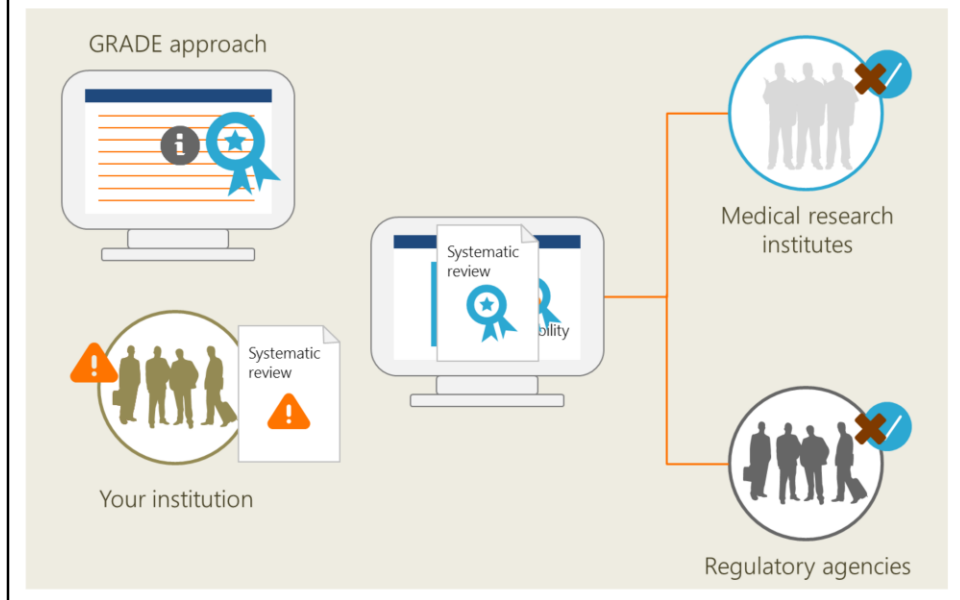 GRADE approach
Systematic
review
Medical research
institutes
Systematic
review
Your institution
Regulatory agencies